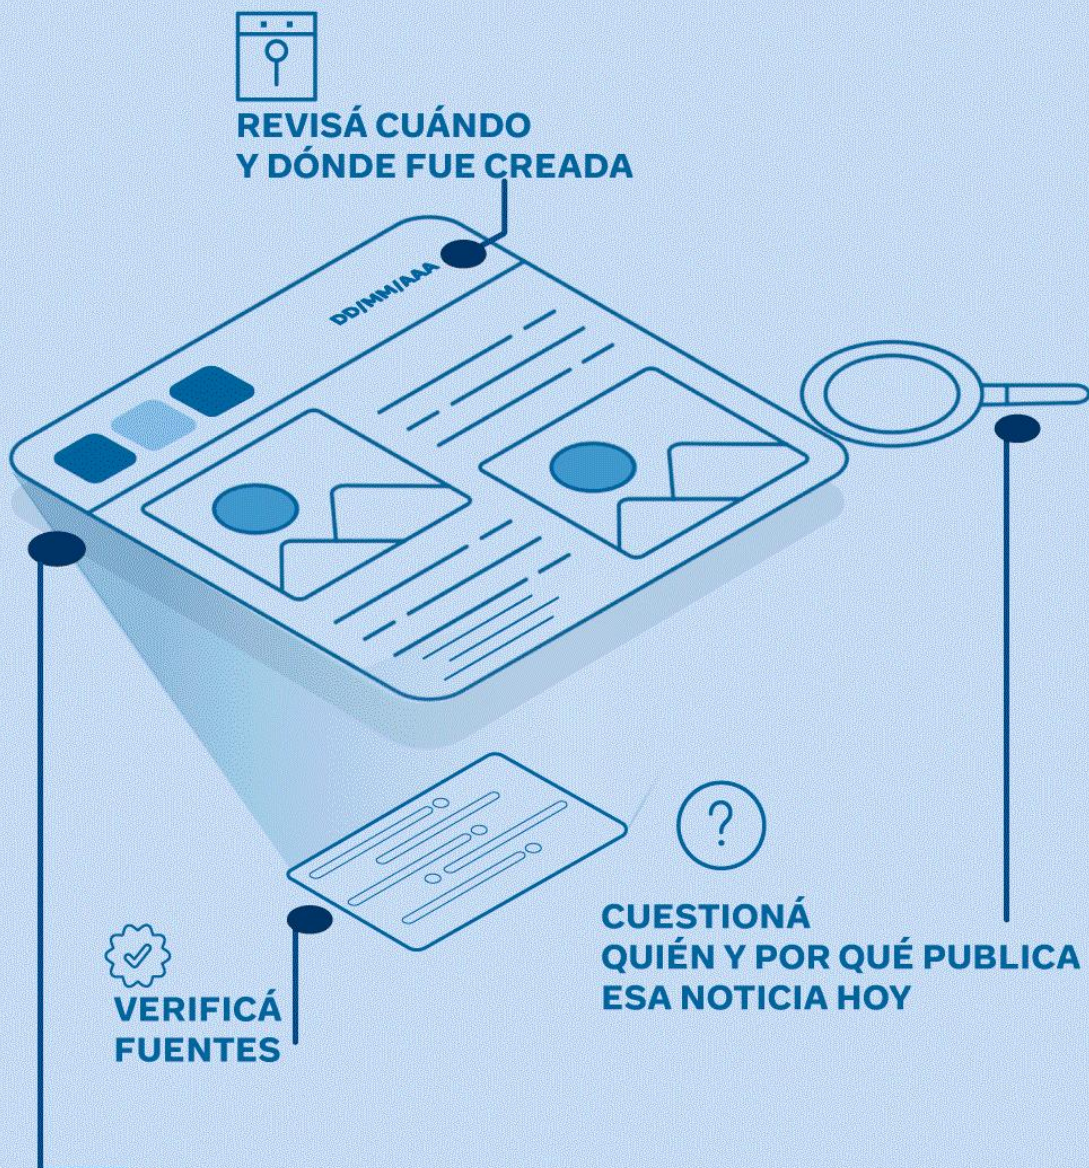 REVISÁ CUÁNDO
Y DÓNDE FUE CREADA
DD/MM/AAA
CUESTIONÁ
QUIÉN Y POR QUÉ PUBLICA
ESA NOTICIA HOY
VERIFICÁ
FUENTES